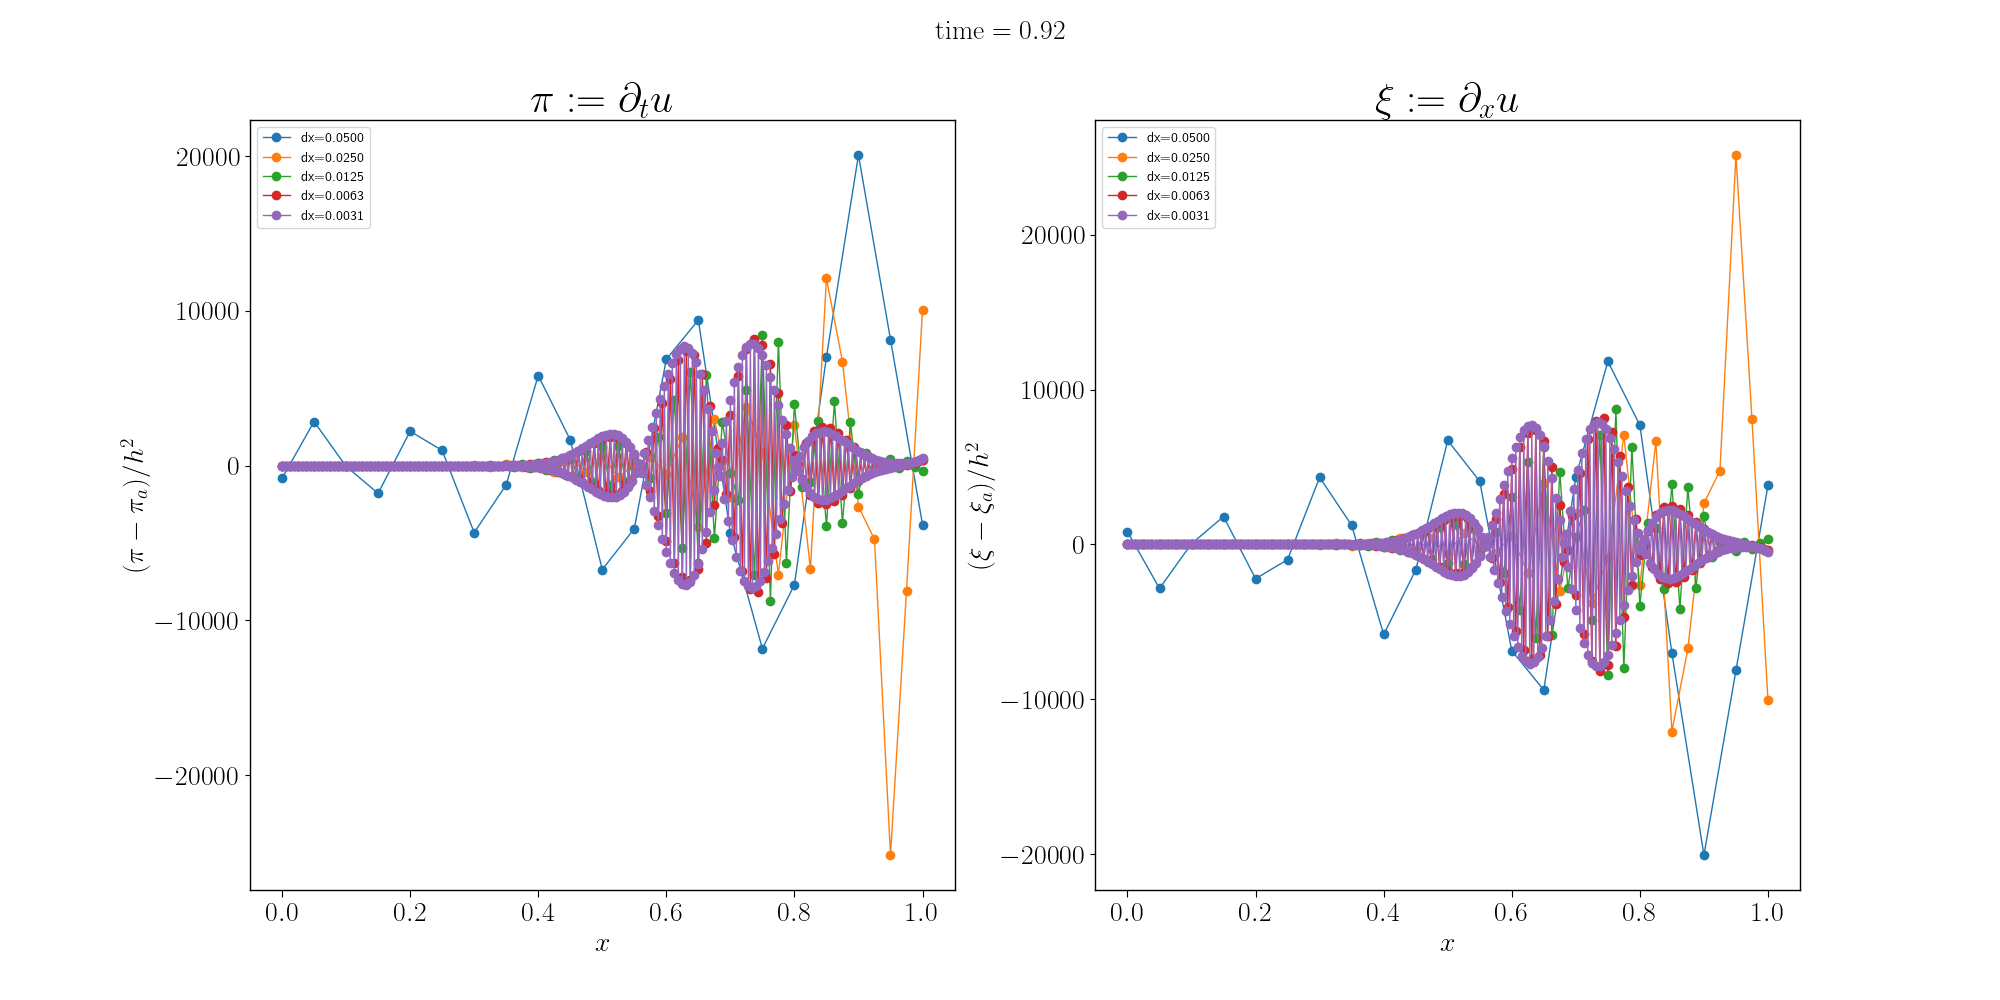 time = 0.92
π := ∂ₜu
(π − πₐ)/h²
20000
10000
0
−10000
−20000
dx=0.0500
dx=0.0250
dx=0.0125
dx=0.0063
dx=0.0031
0.0 0.2 0.4 0.6 0.8 1.0
x
ξ := ∂ₓu
(ξ − ξₐ)/h²
20000
10000
0
−10000
−20000
dx=0.0500
dx=0.0250
dx=0.0125
dx=0.0063
dx=0.0031
0.0 0.2 0.4 0.6 0.8 1.0
x